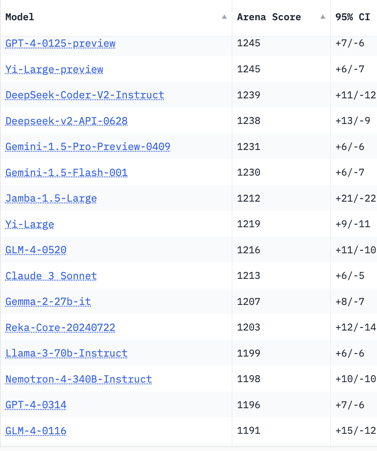 Model ▲ Arena Score ▲ 95% CI
GPT-4-0125-preview 1245 +7/-6
Yi-Large-preview 1245 +6/-7
DeepSeek-Coder-V2-Instruct 1239 +11/-12
Deepseek-v2-API-0628 1238 +13/-9
Gemini-1.5-Pro-Preview-0409 1231 +6/-6
Gemini-1.5-Flash-001 1230 +6/-7
Jamba-1.5-Large 1212 +21/-22
Yi-Large 1219 +9/-11
GLM-4-0520 1216 +11/-10
Claude 3 Sonnet 1213 +6/-5
Gemma-2-27b-it 1207 +8/-7
Reka-Core-20240722 1203 +12/-14
Llama-3-70b-Instruct 1199 +6/-6
Nemotron-4-340B-Instruct 1198 +10/-10
GPT-4-0314 1196 +7/-6
GLM-4-0116 1191 +15/-12